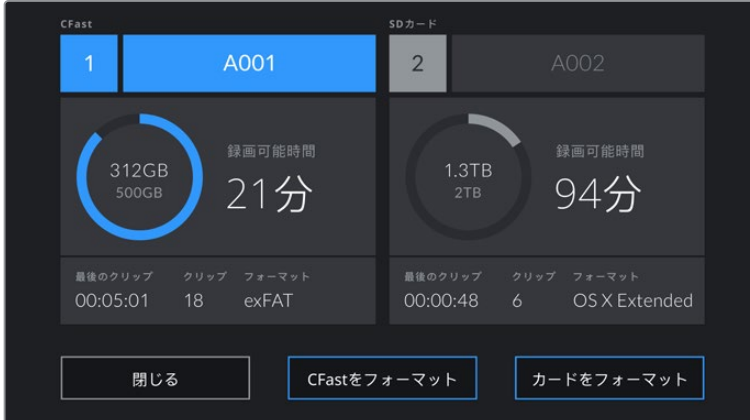 CFast
1 A001
312GB
500GB
録画可能時間
21分
最後のクリップ クリップ フォーマット
00:05:01 18 exFAT
SDカード
2 A002
1.3TB
2TB
録画可能時間
94分
最後のクリップ クリップ フォーマット
00:00:48 6 OS X Extended
閉じる CFastをフォーマット カードをフォーマット